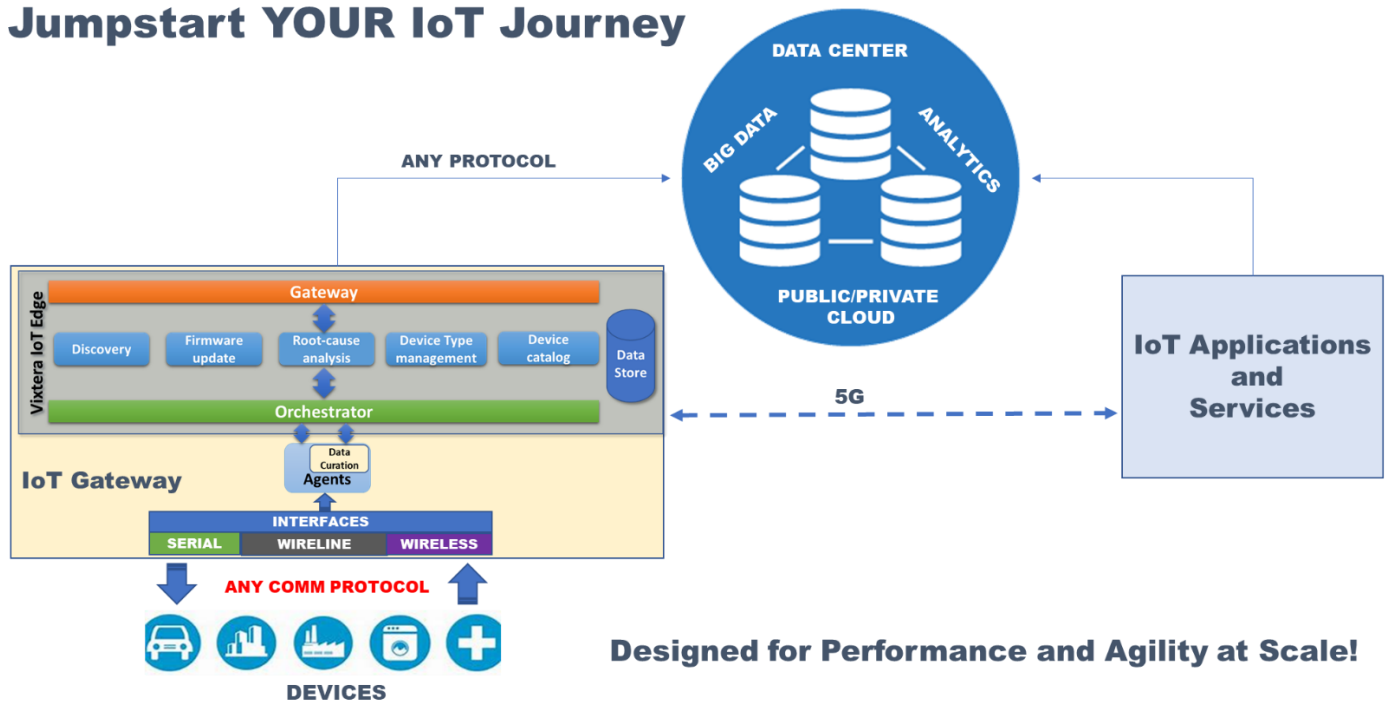 Jumpstart YOUR IoT Journey
DATA CENTER
BIG DATA
ANALYTICS
PUBLIC/PRIVATE
CLOUD
ANY PROTOCOL
Vixtera IoT Edge
Gateway
Discovery
Firmware
update
Root-cause
analysis
Device Type
management
Device
catalog
Data
Store
Orchestrator
Data
Curation
Agents
IoT Gateway
INTERFACES
SERIAL
WIRELINE
WIRELESS
ANY COMM PROTOCOL
DEVICES
5G
IoT Applications
and
Services
Designed for Performance and Agility at Scale!